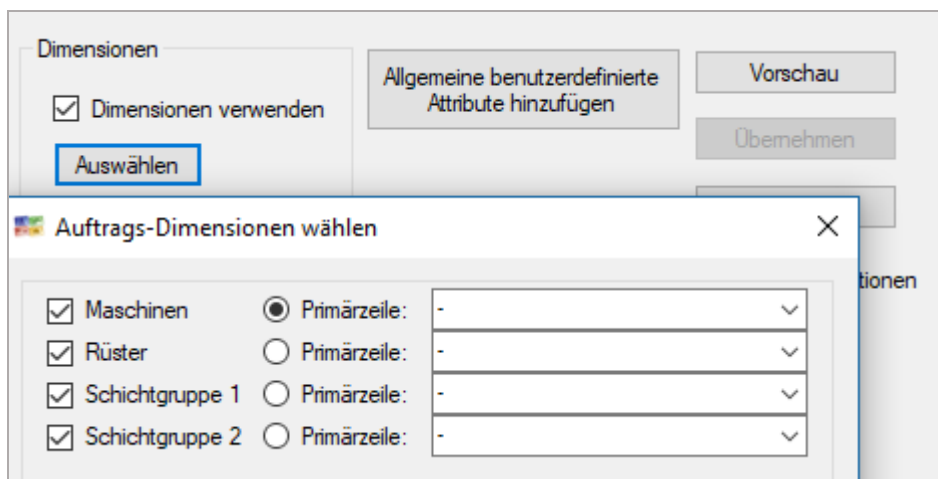 Dimensionen
Dimensionen verwenden
Auswählen
Allgemeine benutzerdefinierte
Attribute hinzufügen
Vorschau
Übernehmen
Auftrags-Dimensionen wählen
tionen
Maschinen Primärzeile: -
Rüster Primärzeile: -
Schichtgruppe 1 Primärzeile: -
Schichtgruppe 2 Primärzeile: -